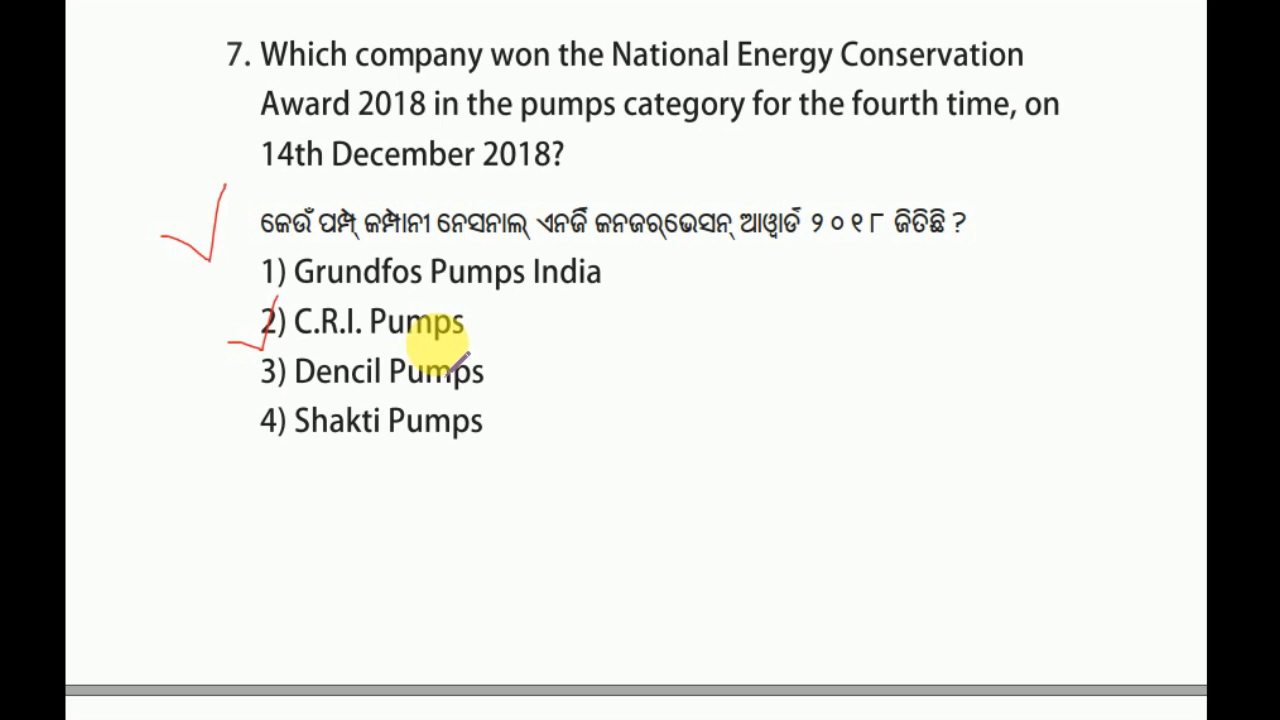 7. Which company won the National Energy Conservation
Award 2018 in the pumps category for the fourth time, on
14th December 2018?
କେଉଁ ପମ୍ପ୍ କମ୍ପାନୀ ନେସନାଲ୍ ଏନର୍ଜି କନଜର୍‌ଭେସନ୍ ଆୱାର୍ଡ ୨୦୧୮ ଜିତିଛି ?
1) Grundfos Pumps India
2) C.R.I. Pumps
3) Dencil Pumps
4) Shakti Pumps